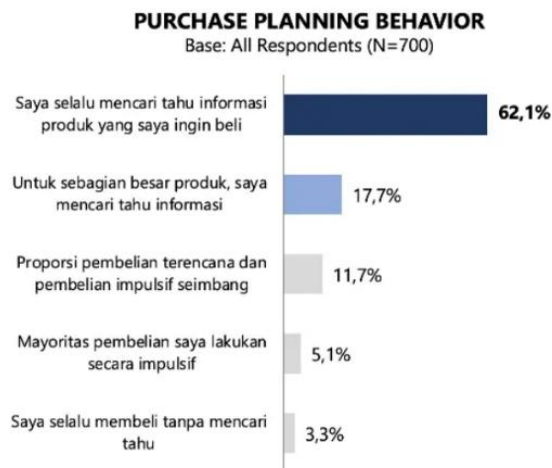 PURCHASE PLANNING BEHAVIOR
Base: All Respondents (N=700)
Saya selalu mencari tahu informasi
produk yang saya ingin beli
62,1%
Untuk sebagian besar produk, saya
mencari tahu informasi
17,7%
Proporsi pembelian terencana dan
pembelian impulsif seimbang
11,7%
Mayoritas pembelian saya lakukan
secara impulsif
5,1%
Saya selalu membeli tanpa mencari
tahu
3,3%